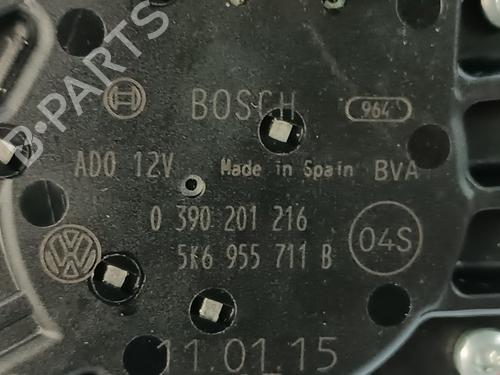 B-PARTS
BOSCH 964
AD0 12V Made in Spain BVA
0 390 201 216
5K6 955 711 B
04S
11.01.15